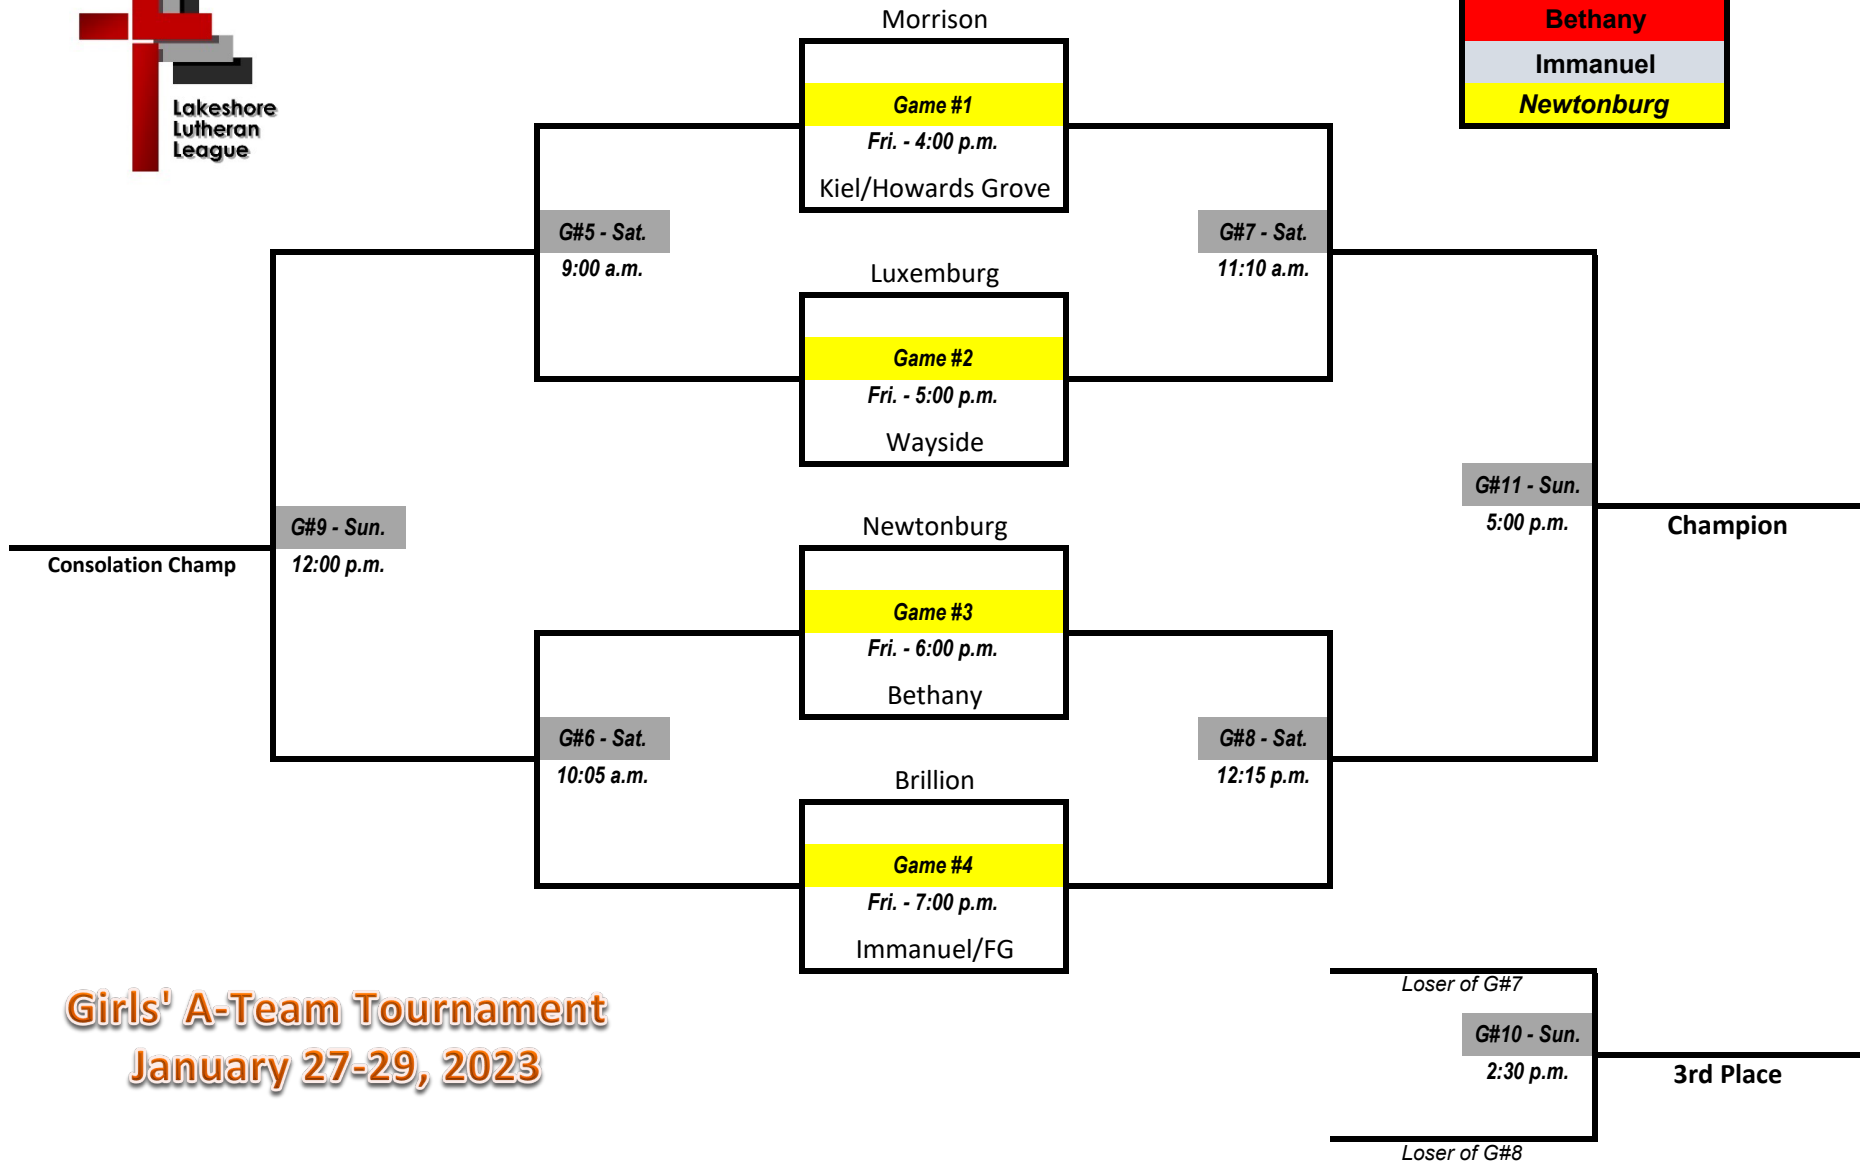 Lakeshore
Lutheran
League
Bethany
Immanuel
Newtonburg
Morrison
Game #1
Fri. - 4:00 p.m.
Kiel/Howards Grove
G#5 - Sat.
9:00 a.m.
G#7 - Sat.
11:10 a.m.
Luxemburg
Game #2
Fri. - 5:00 p.m.
Wayside
G#9 - Sun.
12:00 p.m.
Consolation Champ
G#11 - Sun.
5:00 p.m.
Champion
Newtonburg
Game #3
Fri. - 6:00 p.m.
Bethany
G#6 - Sat.
10:05 a.m.
G#8 - Sat.
12:15 p.m.
Brillion
Game #4
Fri. - 7:00 p.m.
Immanuel/FG
Girls' A-Team Tournament
January 27-29, 2023
Loser of G#7
G#10 - Sun.
2:30 p.m.
3rd Place
Loser of G#8